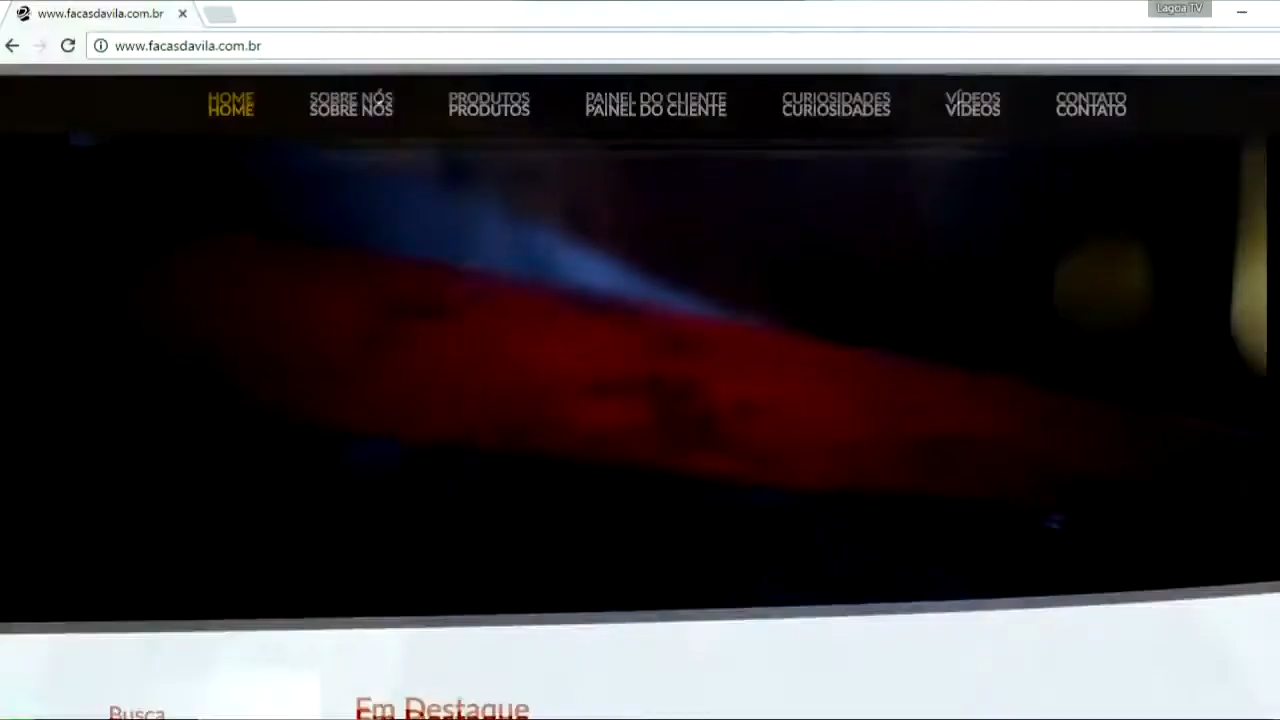 www.facasdavila.com.br
Lagoa TV
www.facasdavila.com.br
HOME SOBRE NÓS PRODUTOS PAINEL DO CLIENTE CURIOSIDADES VÍDEOS CONTATO
Busca
Em Destaque